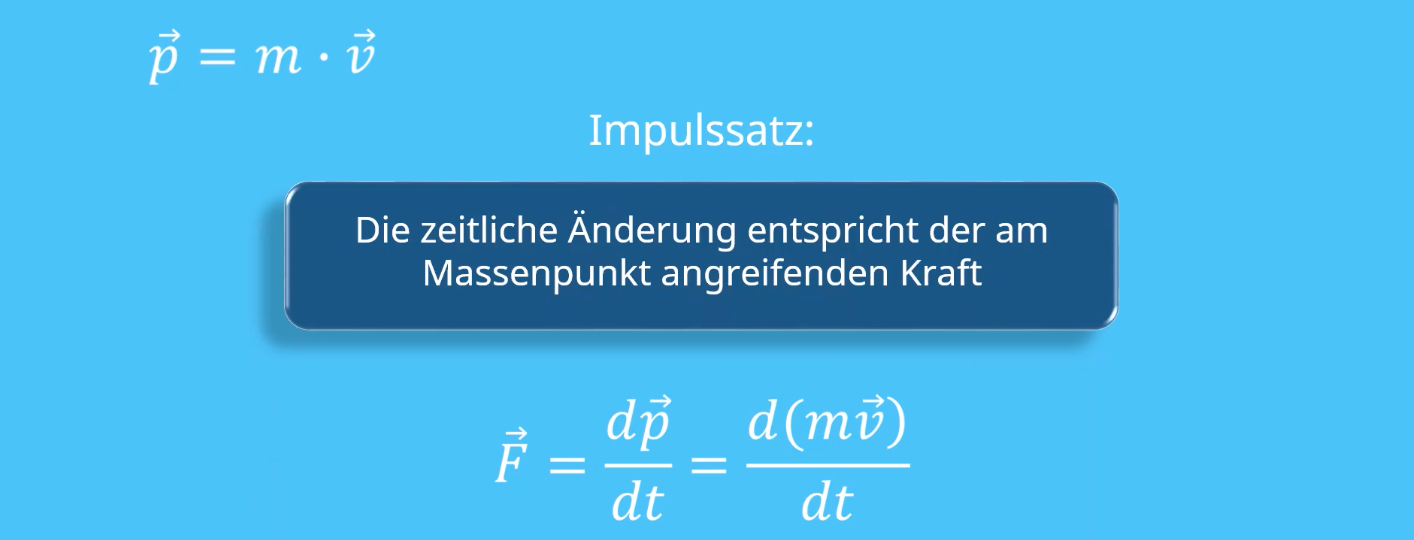 p⃗ = m · v⃗
Impulssatz:
Die zeitliche Änderung entspricht der am
Massenpunkt angreifenden Kraft
F⃗ = dp⃗/dt = d(mv⃗)/dt